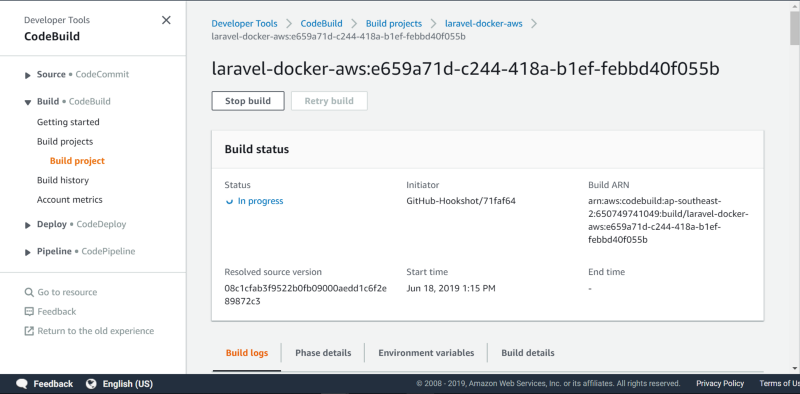 Developer Tools
CodeBuild
Source • CodeCommit
Build • CodeBuild
Getting started
Build projects
Build project
Build history
Account metrics
Deploy • CodeDeploy
Pipeline • CodePipeline
Go to resource
Feedback
Return to the old experience
Developer Tools > CodeBuild > Build projects > laravel-docker-aws >
laravel-docker-aws:e659a71d-c244-418a-b1ef-febbd40f055b
laravel-docker-aws:e659a71d-c244-418a-b1ef-febbd40f055b
Stop build Retry build
Build status
Status
In progress
Initiator
GitHub-Hookshot/71faf64
Build ARN
arn:aws:codebuild:ap-southeast-
2:650749741049:build/laravel-docker-
aws:e659a71d-c244-418a-b1ef-
febbd40f055b
Resolved source version
08c1cfab3f9522b0fb09000aedd1c6f2e
89872c3
Start time
Jun 18, 2019 1:15 PM
End time
-
Build logs Phase details Environment variables Build details
Feedback English (US) © 2008 - 2019, Amazon Web Services, Inc. or its affiliates. All rights reserved. Privacy Policy Terms of Us